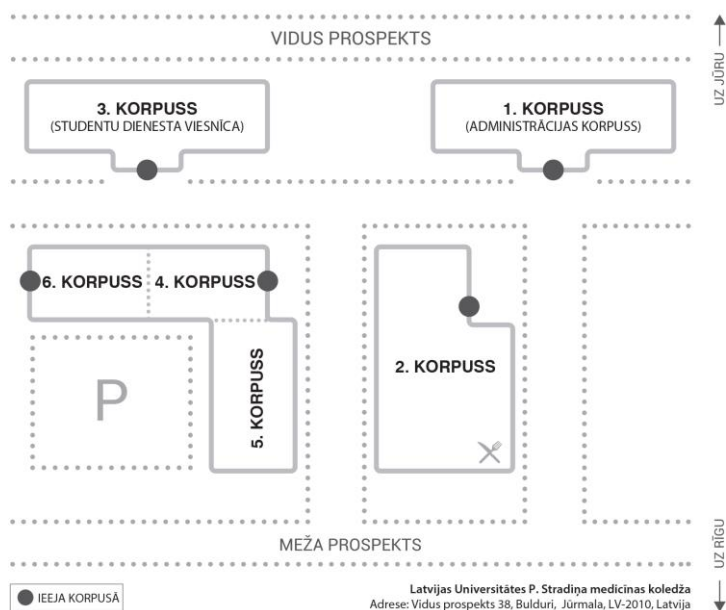 VIDUS PROSPEKTS
UZ JŪRU
3. KORPUSS
(STUDENTU DIENESTA VIESNĪCA)
1. KORPUSS
(ADMINISTRĀCIJAS KORPUSS)
6. KORPUSS
4. KORPUSS
5. KORPUSS
2. KORPUSS
P
MEŽA PROSPEKTS
UZ RĪGU
IEEJA KORPUSĀ
Latvijas Universitātes P. Stradiņa medicīnas koledža
Adrese: Vidus prospekts 38, Bulduri, Jūrmala, LV-2010, Latvija